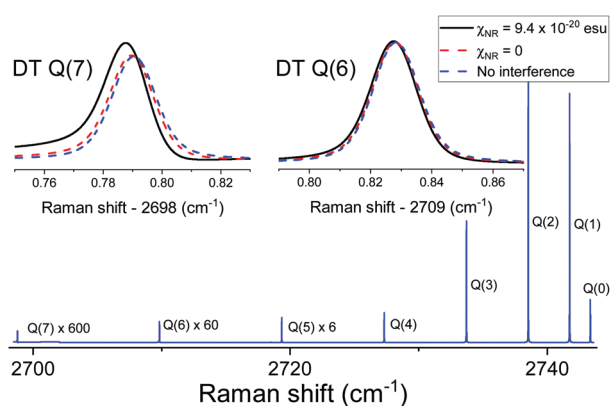 χNR = 9.4 x 10⁻²⁰ esu
χNR = 0
No interference
DT Q(7)
DT Q(6)
0.76 0.78 0.80 0.82
0.80 0.82 0.84 0.86
Raman shift - 2698 (cm⁻¹)
Raman shift - 2709 (cm⁻¹)
Q(2)
Q(1)
Q(3)
Q(0)
Q(7) x 600
Q(6) x 60
Q(5) x 6
Q(4)
2700 2720 2740
Raman shift (cm⁻¹)